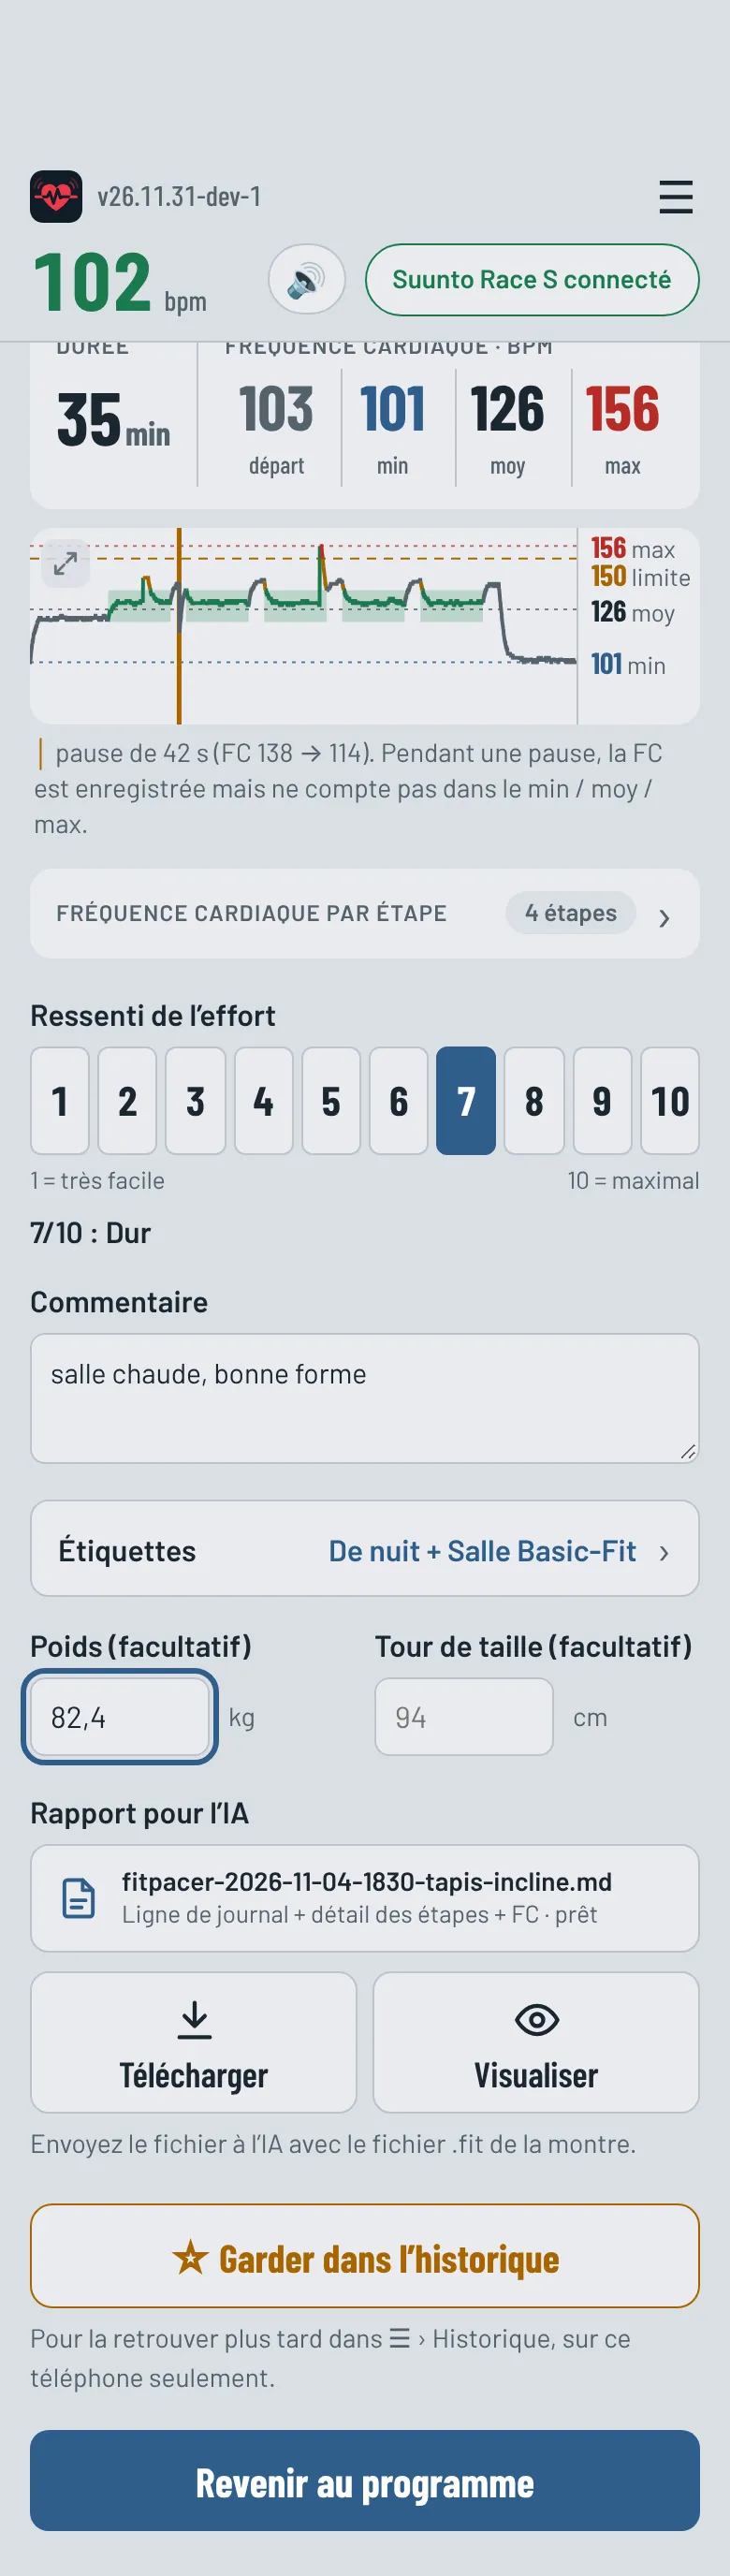 v26.11.31-dev-1
102 bpm
Suunto Race S connecté
DURÉE
FRÉQUENCE CARDIAQUE · BPM
35 min
103
101
126
156
départ
min
moy
max
156 max
150 limite
126 moy
101 min
pause de 42 s (FC 138 → 114). Pendant une pause, la FC
est enregistrée mais ne compte pas dans le min / moy /
max.
FRÉQUENCE CARDIAQUE PAR ÉTAPE
4 étapes ›
Ressenti de l’effort
1 2 3 4 5 6 7 8 9 10
1 = très facile
10 = maximal
7/10 : Dur
Commentaire
salle chaude, bonne forme
Étiquettes
De nuit + Salle Basic-Fit ›
Poids (facultatif)
Tour de taille (facultatif)
82,4 kg
94 cm
Rapport pour l’IA
fitpacer-2026-11-04-1830-tapis-incline.md
Ligne de journal + détail des étapes + FC · prêt
Télécharger
Visualiser
Envoyez le fichier à l’IA avec le fichier .fit de la montre.
Garder dans l’historique
Pour la retrouver plus tard dans ☰ › Historique, sur ce
téléphone seulement.
Revenir au programme